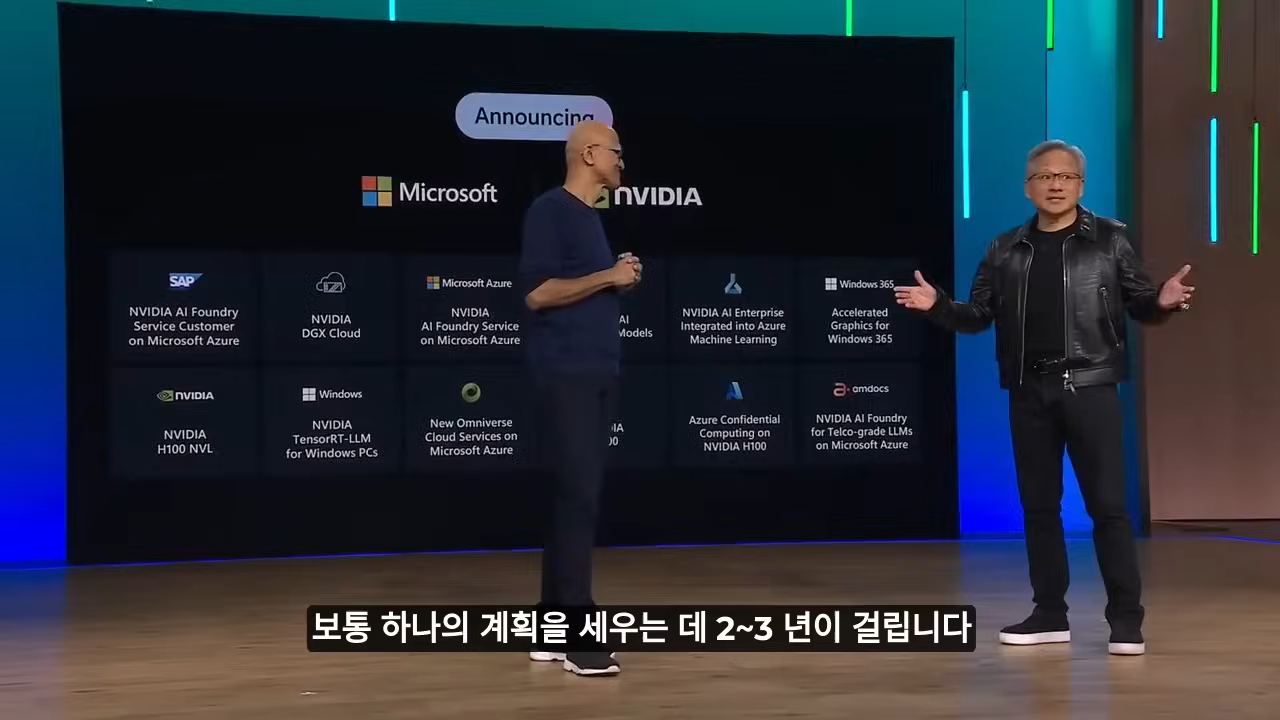 Announcing
Microsoft
NVIDIA
SAP
NVIDIA AI Foundry
Service Customer
on Microsoft Azure
NVIDIA
DGX Cloud
Microsoft Azure
NVIDIA
AI Foundry Service
on Microsoft Azure
AI
Models
NVIDIA AI Enterprise
Integrated into Azure
Machine Learning
Windows 365
Accelerated
Graphics for
Windows 365
NVIDIA
NVIDIA
H100 NVL
Windows
NVIDIA
TensorRT-LLM
for Windows PCs
New Omniverse
Cloud Services on
Microsoft Azure
Azure Confidential
Computing on
NVIDIA H100
amdocs
NVIDIA AI Foundry
for Telco-grade LLMs
on Microsoft Azure
보통 하나의 계획을 세우는 데 2~3 년이 걸립니다